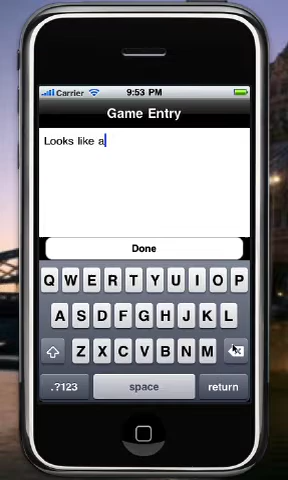 Carrier 9:53 PM
Game Entry
Looks like a
Done
Q W E R T Y U I O P
A S D F G H J K L
Z X C V B N M
.?123 space return